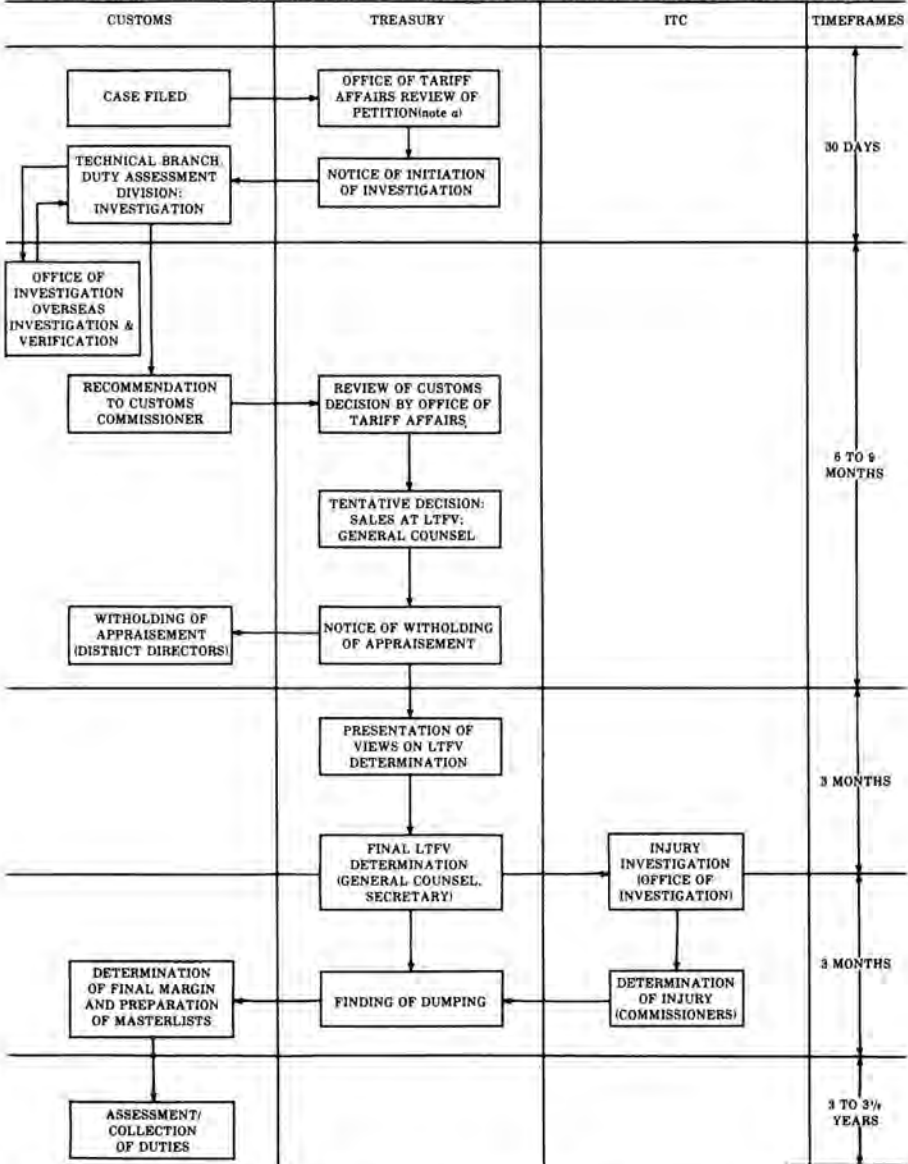 CUSTOMS
TREASURY
ITC
TIMEFRAMES
CASE FILED
OFFICE OF TARIFF
AFFAIRS REVIEW OF
PETITION(note a)
30 DAYS
TECHNICAL BRANCH,
DUTY ASSESSMENT
DIVISION:
INVESTIGATION
NOTICE OF INITIATION
OF INVESTIGATION
OFFICE OF
INVESTIGATION
OVERSEAS
INVESTIGATION &
VERIFICATION
RECOMMENDATION
TO CUSTOMS
COMMISSIONER
REVIEW OF CUSTOMS
DECISION BY OFFICE OF
TARIFF AFFAIRS
6 TO 9
MONTHS
TENTATIVE DECISION:
SALES AT LTFV:
GENERAL COUNSEL
WITHOLDING OF
APPRAISEMENT
(DISTRICT DIRECTORS)
NOTICE OF WITHOLDING
OF APPRAISEMENT
PRESENTATION OF
VIEWS ON LTFV
DETERMINATION
3 MONTHS
FINAL LTFV
DETERMINATION
(GENERAL COUNSEL,
SECRETARY)
INJURY
INVESTIGATION
(OFFICE OF
INVESTIGATION)
3 MONTHS
DETERMINATION
OF FINAL MARGIN
AND PREPARATION
OF MASTERLISTS
FINDING OF DUMPING
DETERMINATION
OF INJURY
(COMMISSIONERS)
ASSESSMENT/
COLLECTION
OF DUTIES
3 TO
YEARS